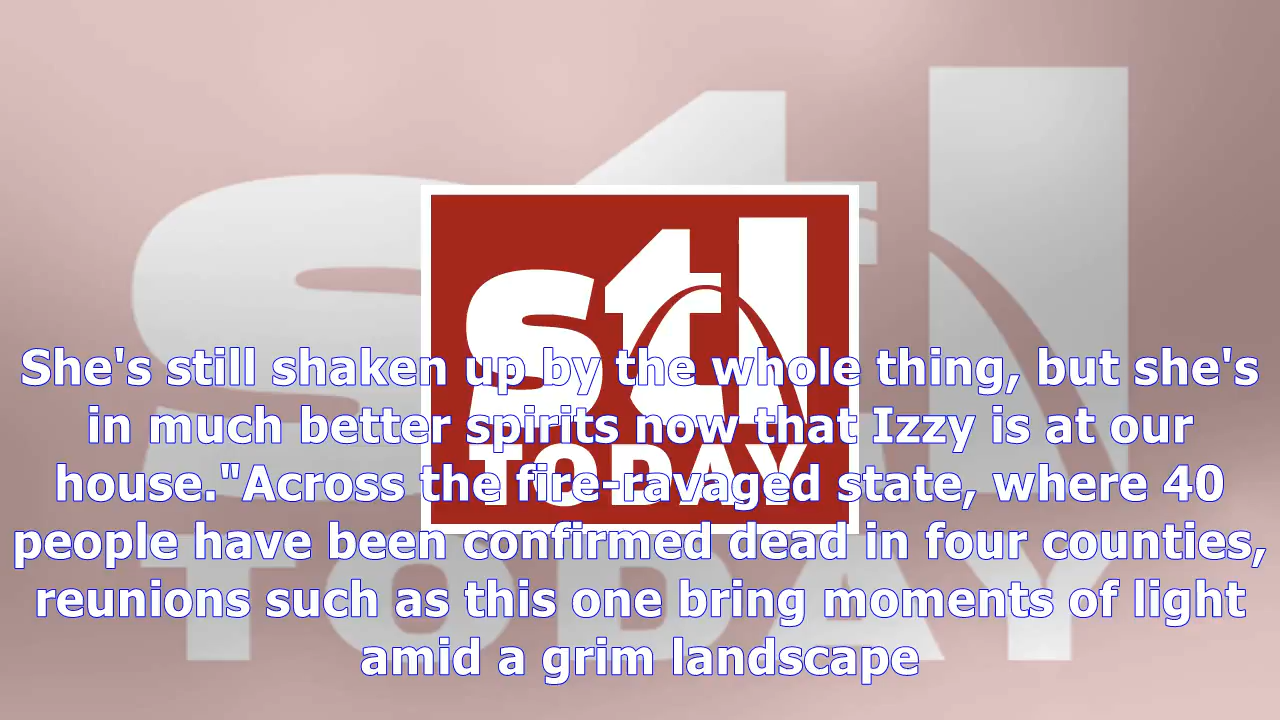 stl
TODAY
She's still shaken up by the whole thing, but she's
in much better spirits now that Izzy is at our
house."Across the fire-ravaged state, where 40
people have been confirmed dead in four counties,
reunions such as this one bring moments of light
amid a grim landscape